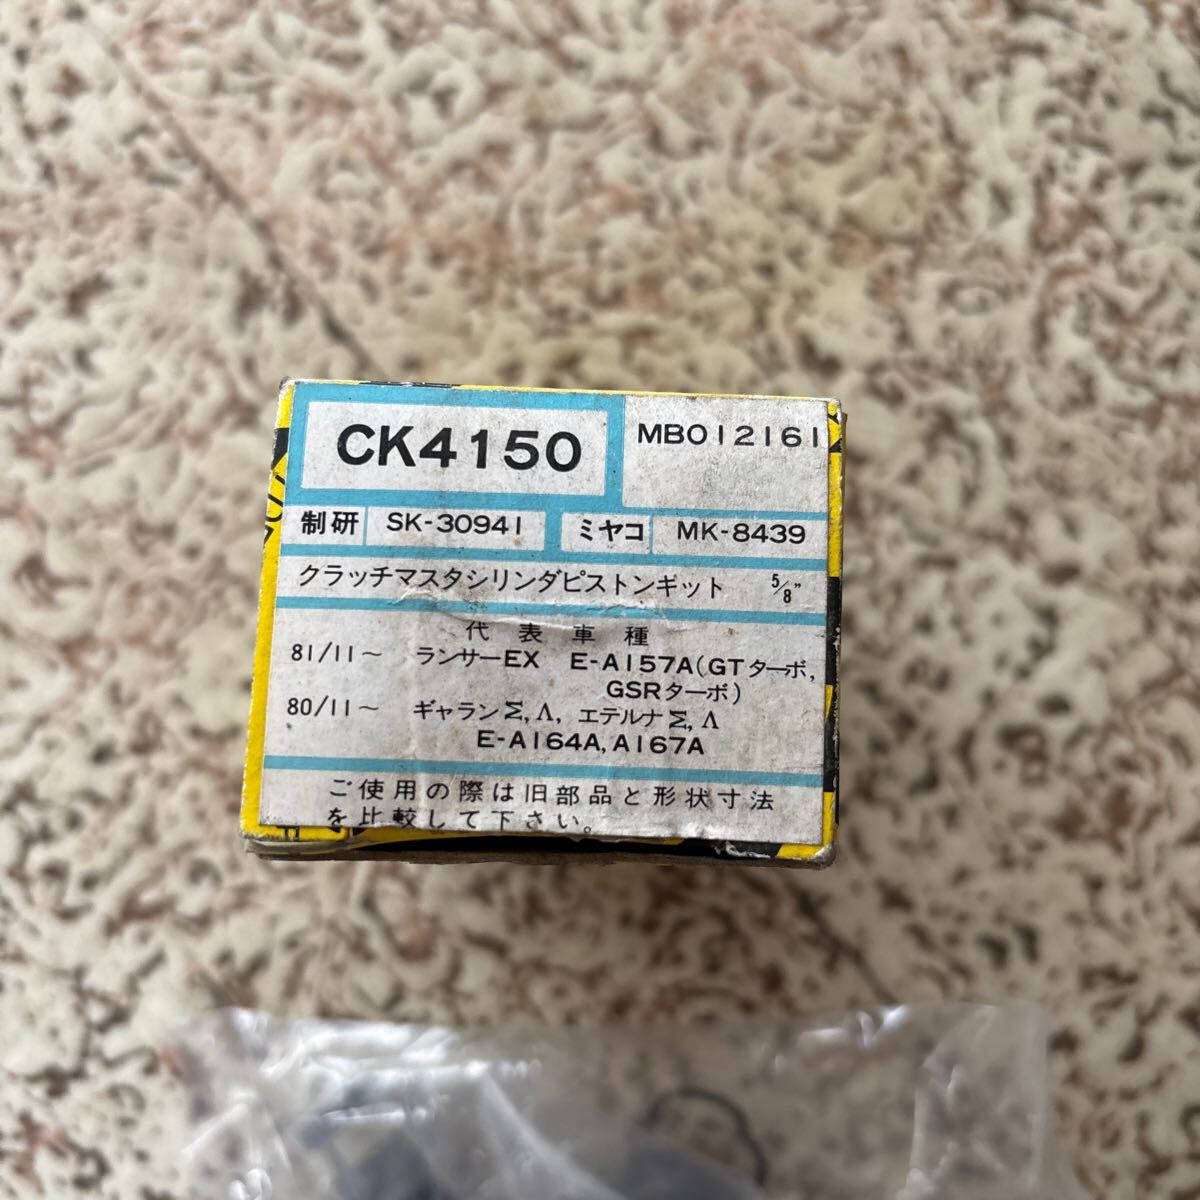 CK4150
MB012161
制研 SK-30941 ミヤコ MK-8439
クラッチマスタシリンダピストンキット 5/8"
代表車種
81/11~ ランサーEX E-A157A(GTターボ,
GSRターボ)
80/11~ ギャランΣ,Λ, エテルナΣ,Λ
E-A164A, A167A
ご使用の際は旧部品と形状寸法
を比較して下さい。